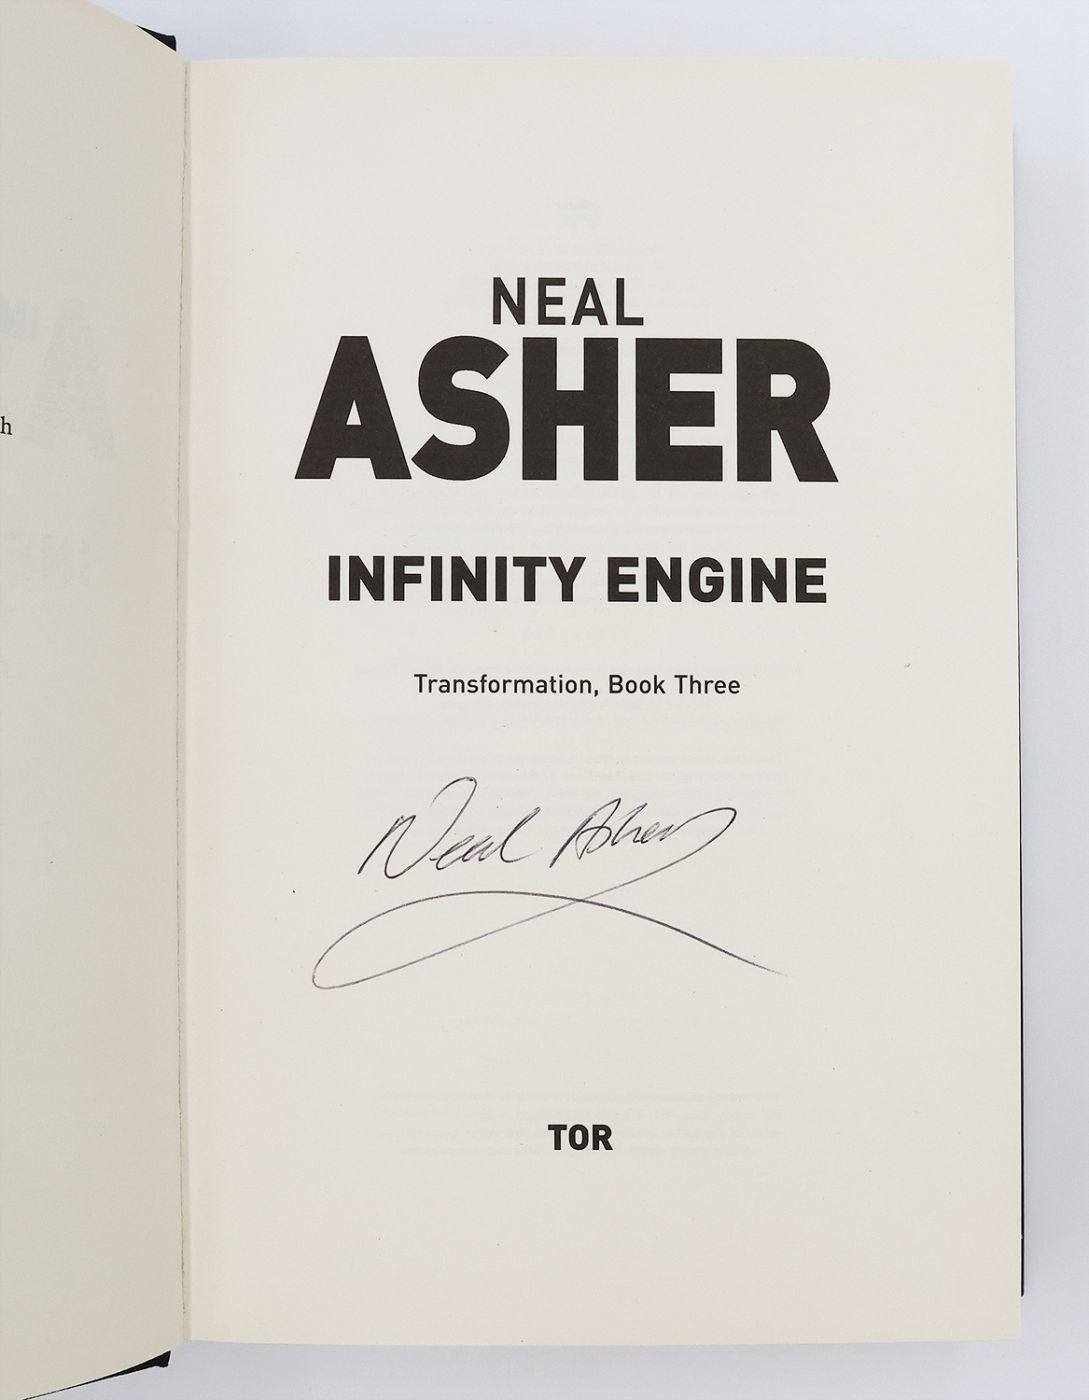 h
NEAL
ASHER
INFINITY ENGINE
Transformation, Book Three
Neal Asher
TOR